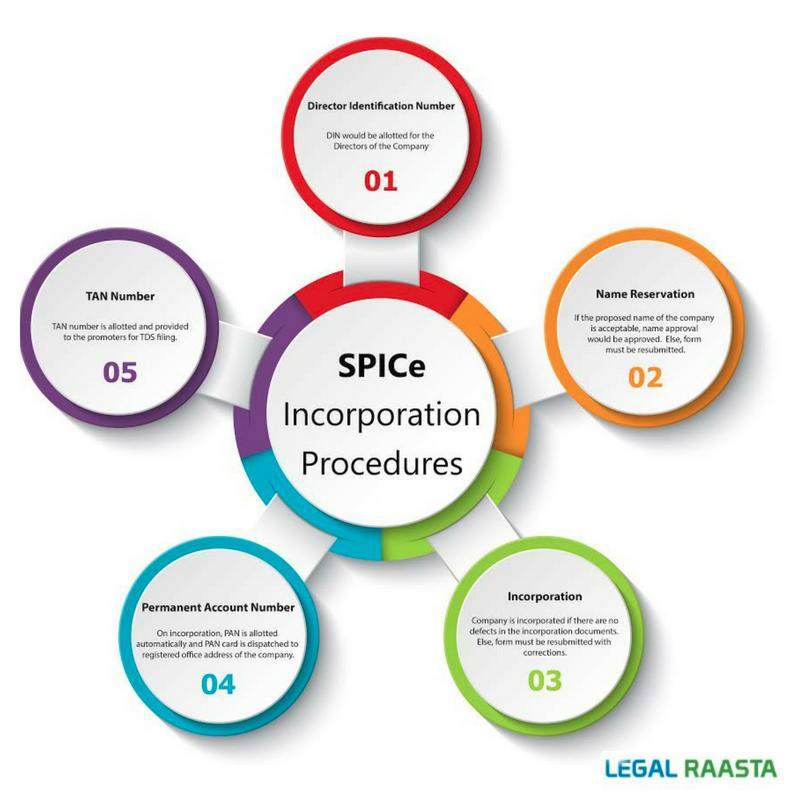 Director Identification Number
DIN would be allotted for the
Directors of the Company
01
Name Reservation
If the proposed name of the company
is acceptable, name approval
would be approved. Else, form
must be resubmitted.
02
Incorporation
Company is incorporated if there are no
defects in the incorporation documents.
Else, form must be resubmitted with
corrections.
03
Permanent Account Number
On incorporation, PAN is allotted
automatically and PAN card is dispatched to
registered office address of the company.
04
TAN Number
TAN number is allotted and provided
to the promoters for TDS filing.
05
SPICe
Incorporation
Procedures
LEGAL RAASTA